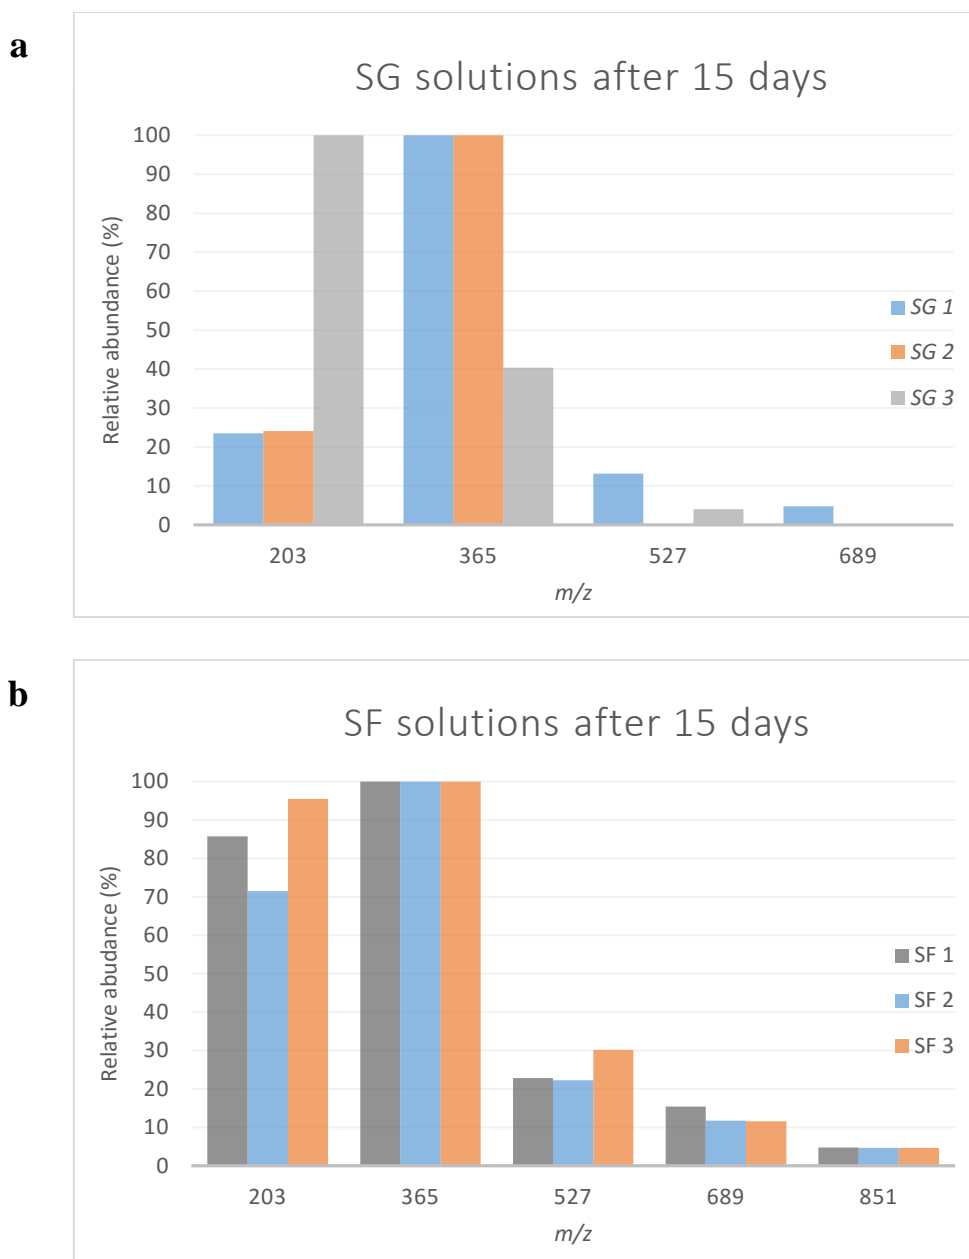 a
SG solutions after 15 days
Relative abundance (%)
100
90
80
70
60
50
40
30
20
10
0
203 365 527 689
m/z
SG 1
SG 2
SG 3
b
SF solutions after 15 days
Relative abudance (%)
100
90
80
70
60
50
40
30
20
10
0
203 365 527 689 851
m/z
SF 1
SF 2
SF 3